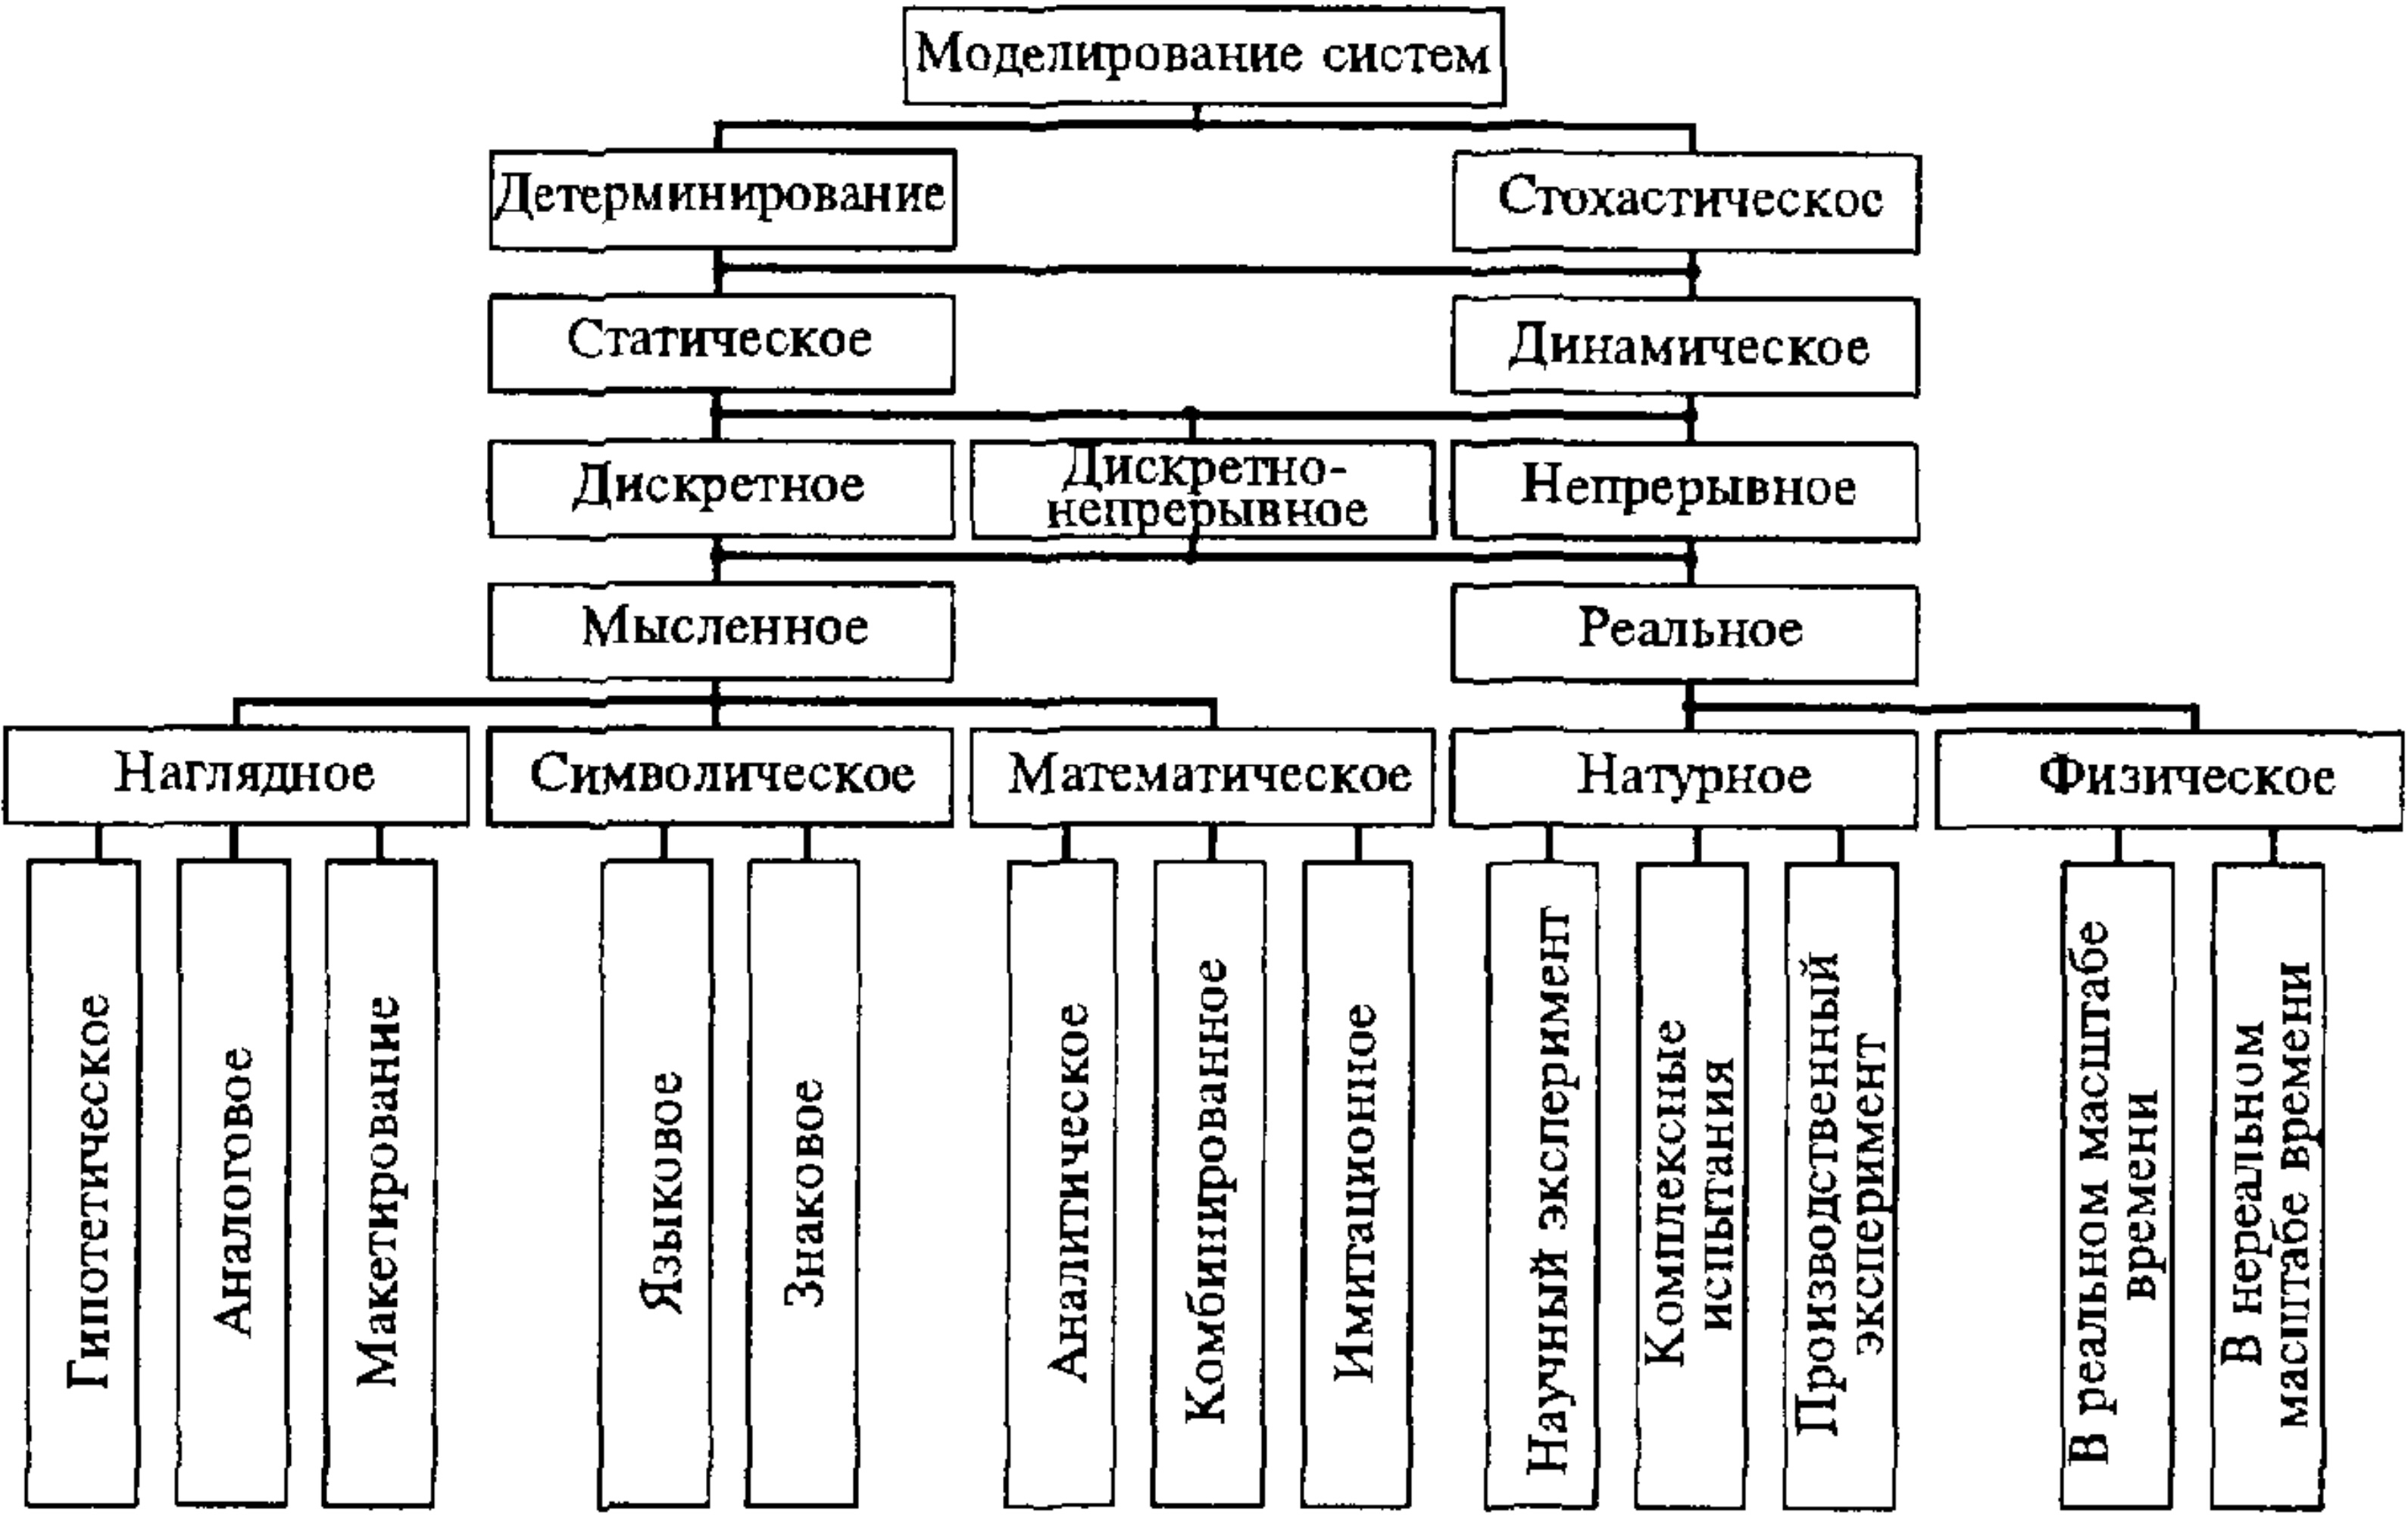 Моделирование систем
Детерминирование
Стохастическое
Статическое
Динамическое
Дискретное
Дискретно-
непрерывное
Непрерывное
Мысленное
Реальное
Наглядное
Символическое
Математическое
Натурное
Физическое
Гипотетическое
Аналоговое
Макетирование
Языковое
Знаковое
Аналитическое
Комбинированное
Имитационное
Научный эксперимент
Комплексные
испытания
Производственный
эксперимент
В реальном масштабе
времени
В нереальном
масштабе времени